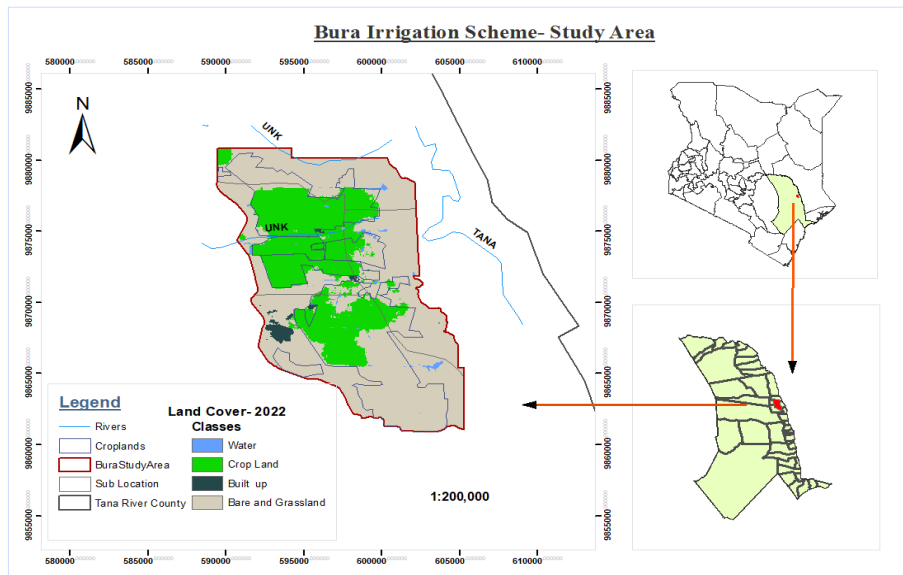 Bura Irrigation Scheme- Study Area
580000 585000 590000 595000 600000 605000 610000
9885000
9880000
9875000
9870000
9865000
9860000
9855000
N
UNK
UNK
TANA
Legend
Rivers
Croplands
BuraStudyArea
Sub Location
Tana River County
Land Cover- 2022
Classes
Water
Crop Land
Built up
Bare and Grassland
1:200,000
9885000
9880000
9875000
9870000
9865000
9860000
9855000
580000 585000 590000 595000 600000 605000 610000